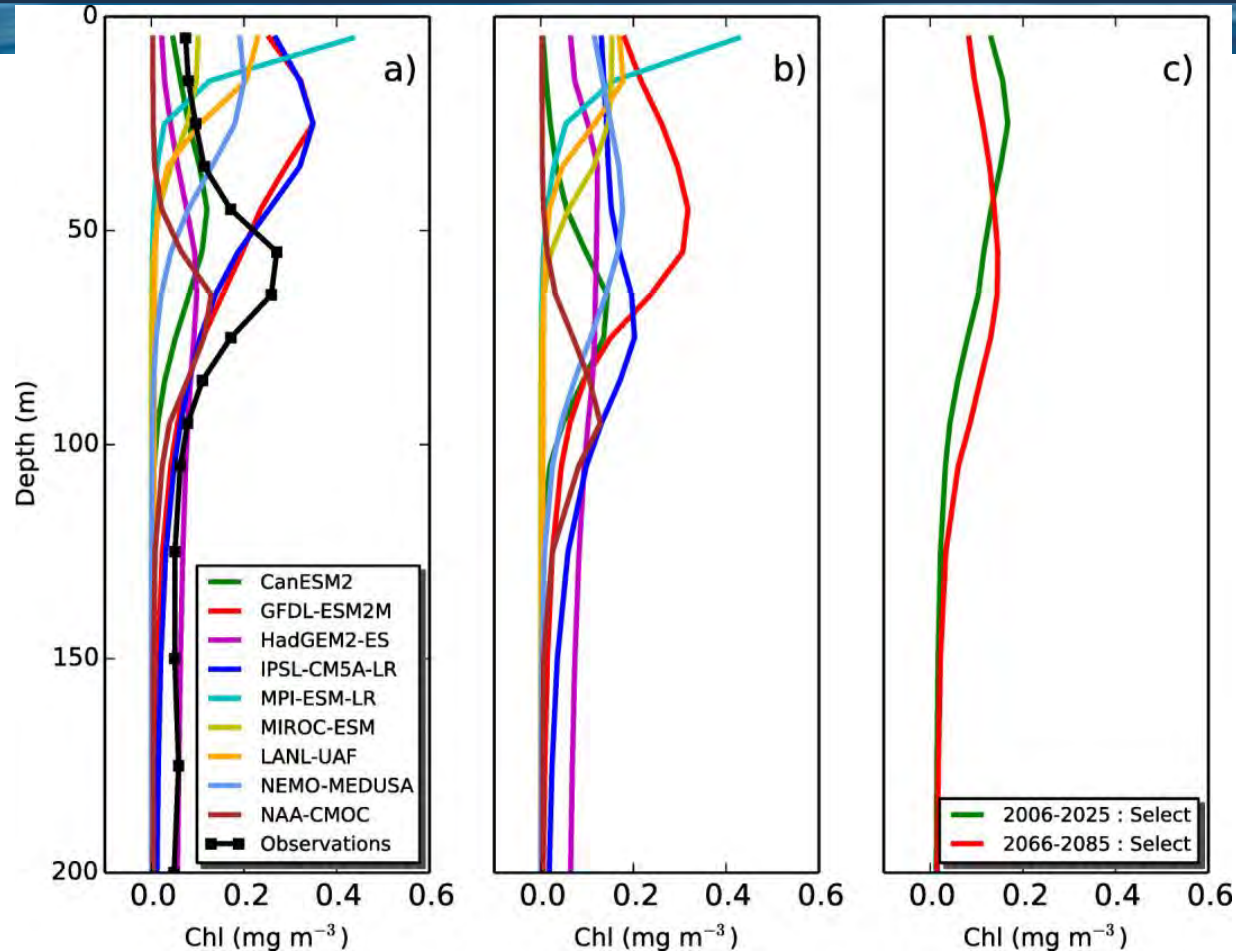 a)
b)
c)
0
50
100
150
200
Depth (m)
CanESM2
GFDL-ESM2M
HadGEM2-ES
IPSL-CM5A-LR
MPI-ESM-LR
MIROC-ESM
LANL-UAF
NEMO-MEDUSA
NAA-CMOC
Observations
2006-2025 : Select
2066-2085 : Select
0.0 0.2 0.4 0.6 0.0 0.2 0.4 0.6 0.0 0.2 0.4 0.6
Chl (mg m⁻³) Chl (mg m⁻³) Chl (mg m⁻³)